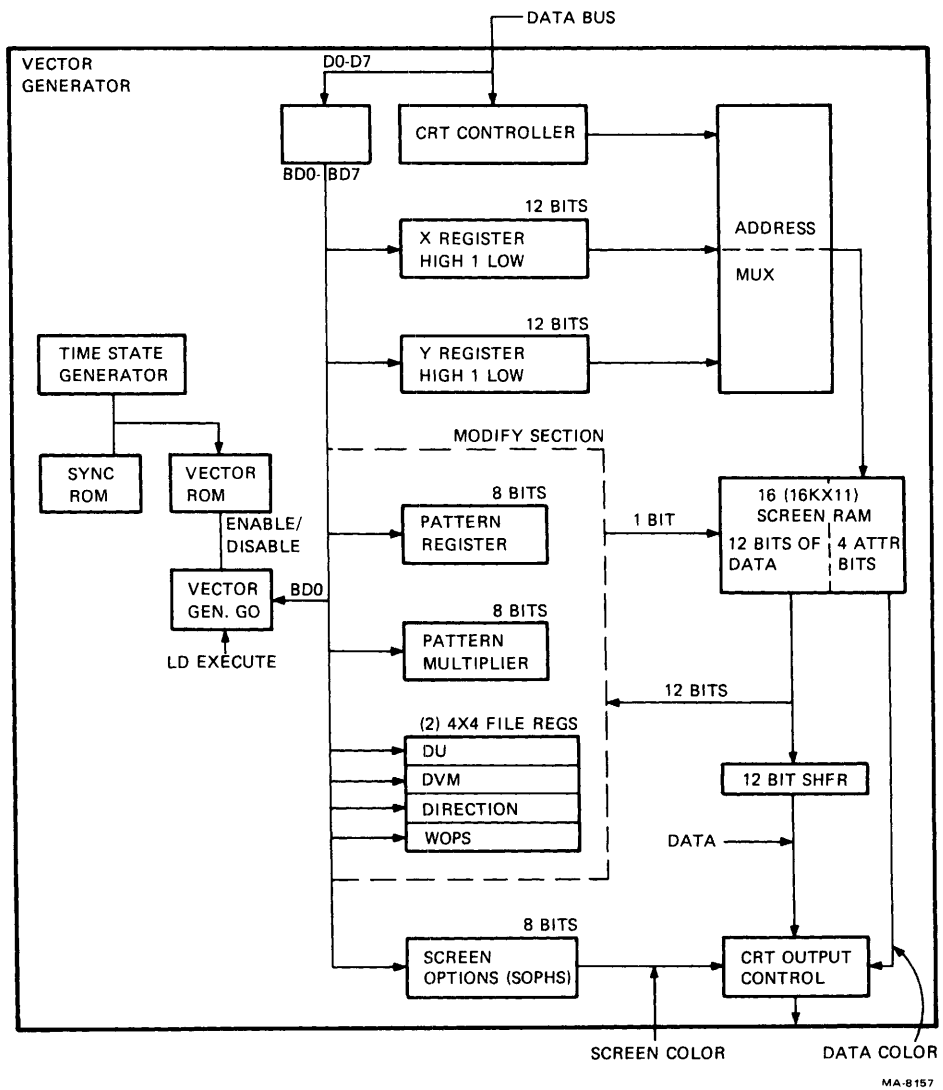 DATA BUS
VECTOR
GENERATOR
D0-D7
CRT CONTROLLER
BD0-BD7
12 BITS
X REGISTER
HIGH 1 LOW
ADDRESS
MUX
12 BITS
Y REGISTER
HIGH 1 LOW
TIME STATE
GENERATOR
SYNC
ROM
VECTOR
ROM
ENABLE/
DISABLE
VECTOR
GEN. GO
BD0
LD EXECUTE
MODIFY SECTION
8 BITS
PATTERN
REGISTER
1 BIT
16 (16KX11)
SCREEN RAM
12 BITS OF
DATA
4 ATTR
BITS
8 BITS
PATTERN
MULTIPLIER
12 BITS
(2) 4X4 FILE REGS
DU
DVM
DIRECTION
WOPS
12 BIT SHFR
DATA
8 BITS
SCREEN
OPTIONS (SOPHS)
CRT OUTPUT
CONTROL
SCREEN COLOR
DATA COLOR
MA-8157